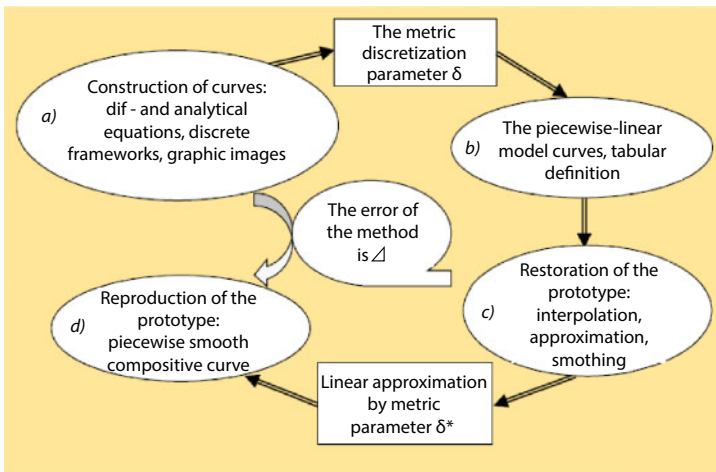 The metric
discretization
parameter δ
a)
Construction of curves:
dif - and analytical
equations, discrete
frameworks, graphic images
b)
The piecewise-linear
model curves, tabular
definition
The error of
the method
is ⊿
Restoration of the
prototype:
c)
interpolation,
approximation,
smothing
Reproduction of the
d)
prototype:
piecewise smooth
compositive curve
Linear approximation
by metric
parameter δ*